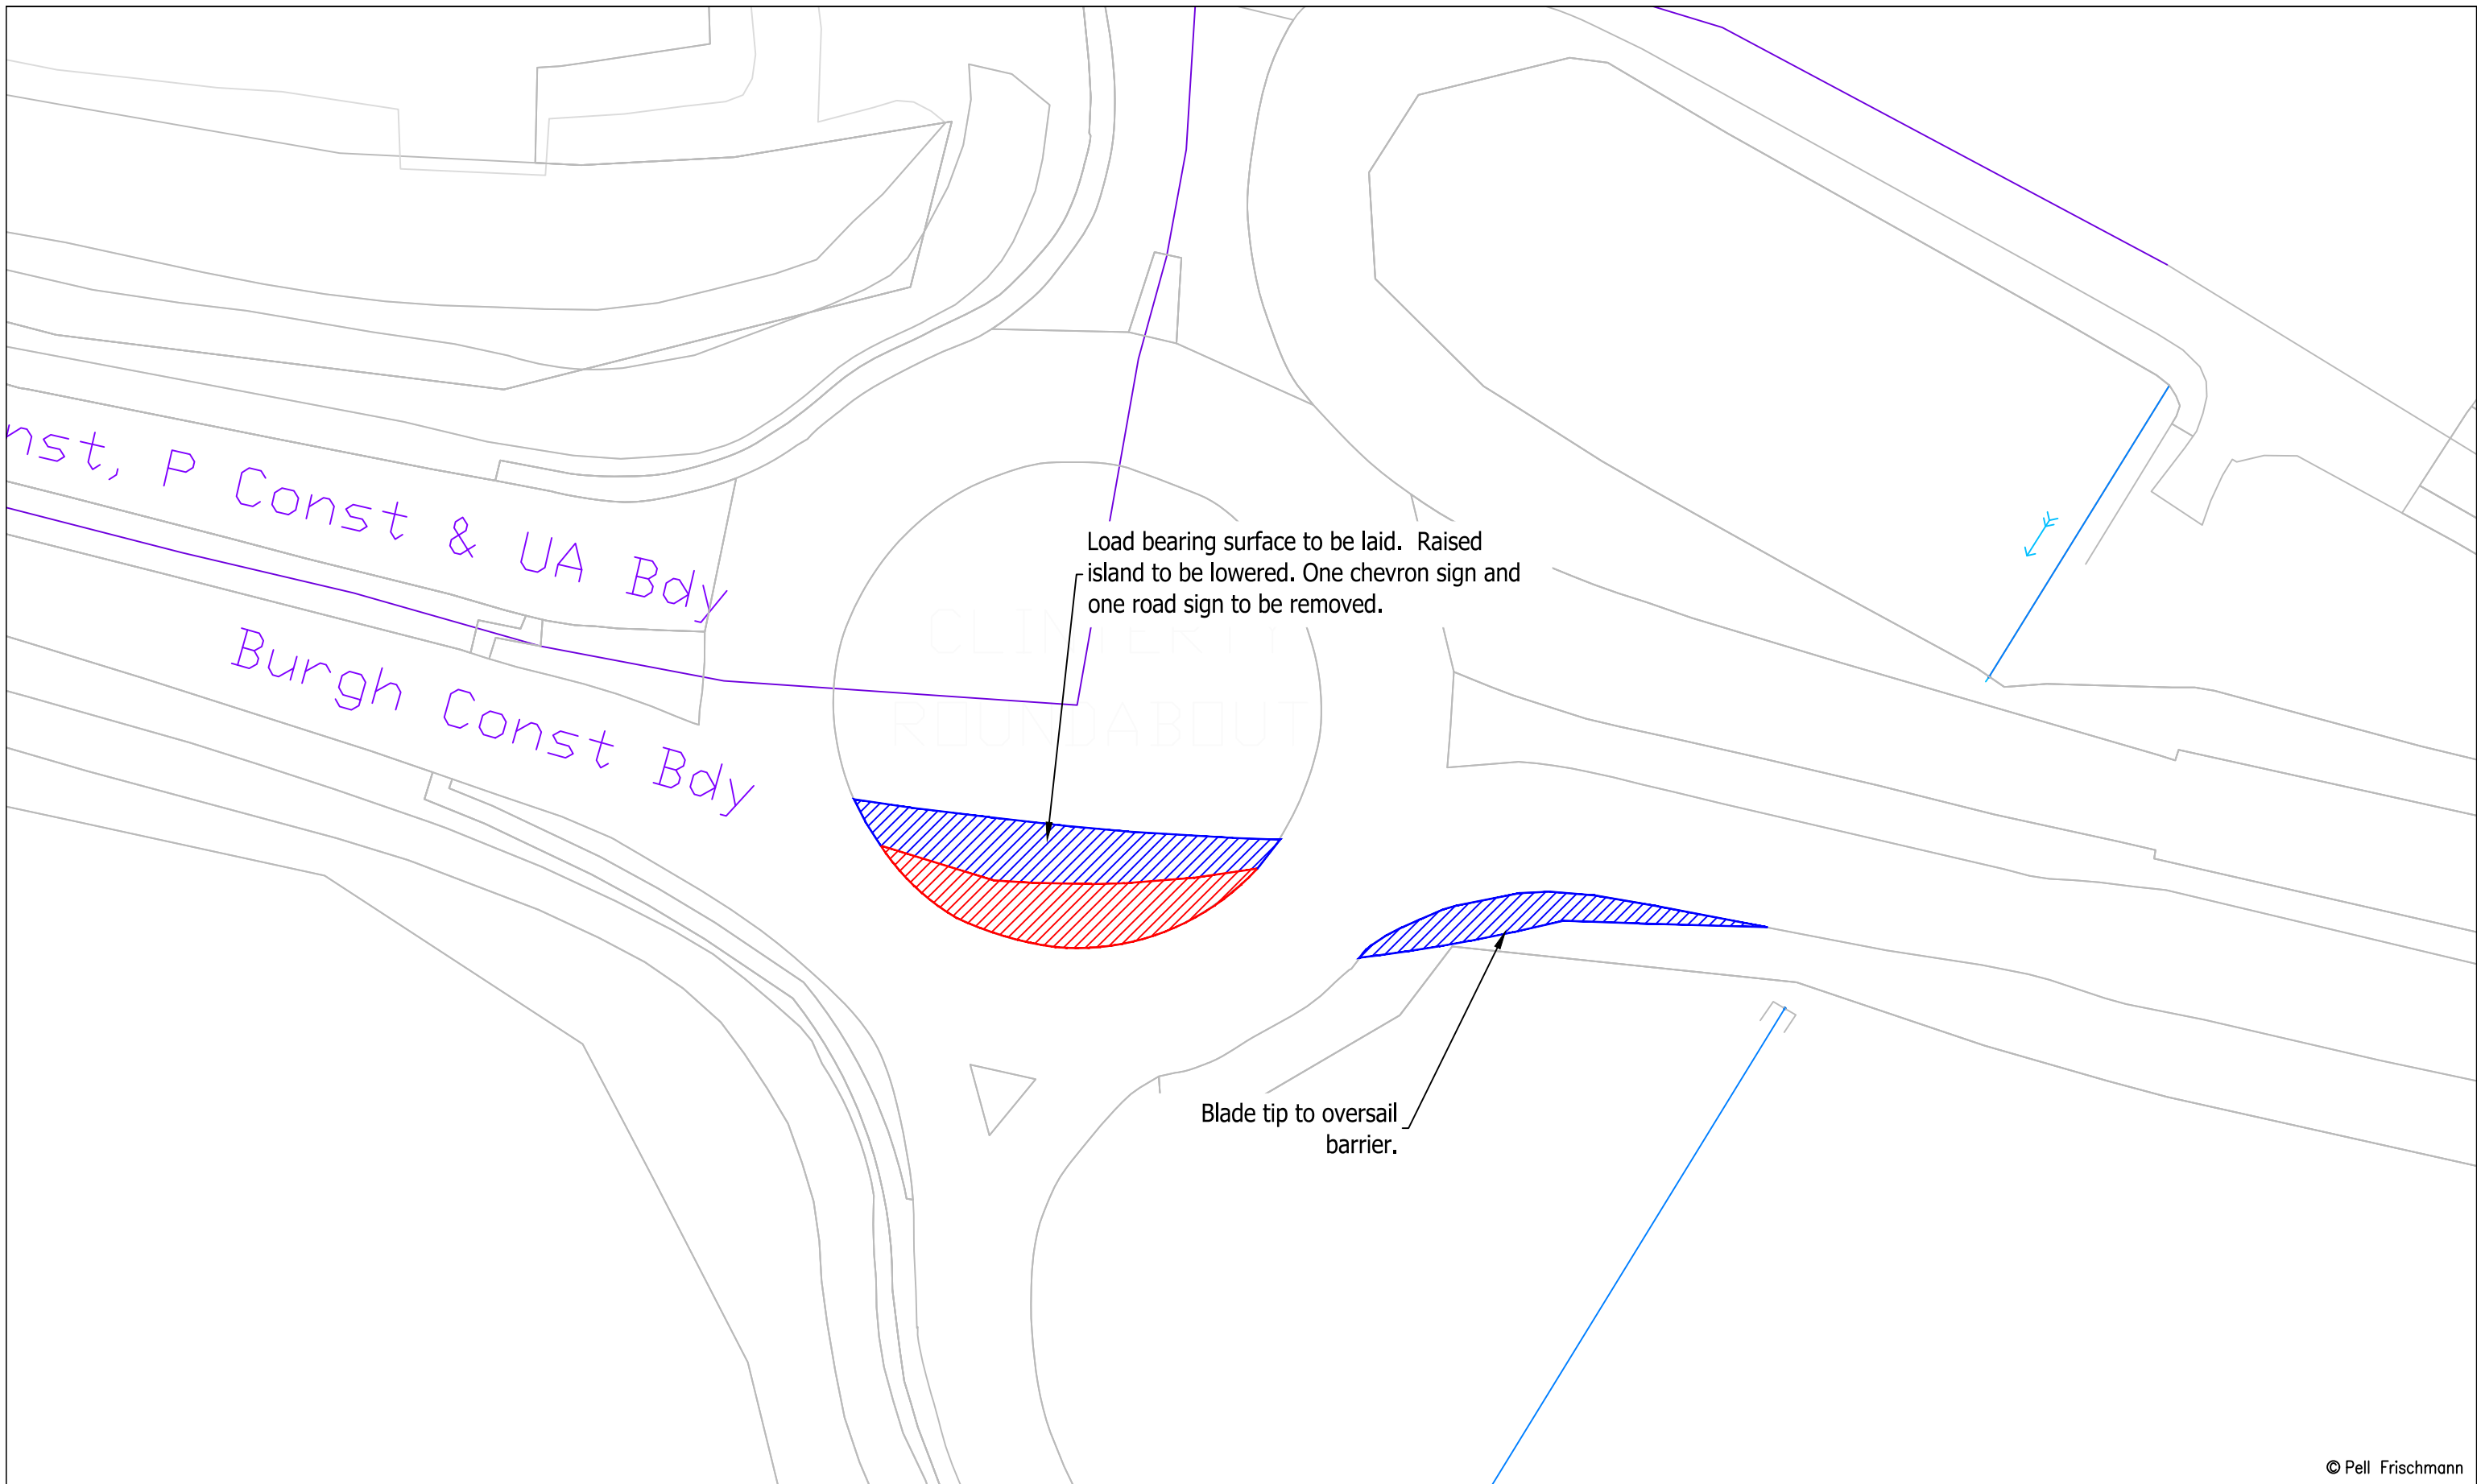 nst, P Const & UA Bdy
Burgh Const Bdy
Load bearing surface to be laid. Raised
island to be lowered. One chevron sign and
one road sign to be removed.
ROUNDABOUT
Blade tip to oversail
barrier.
© Pell Frischmann